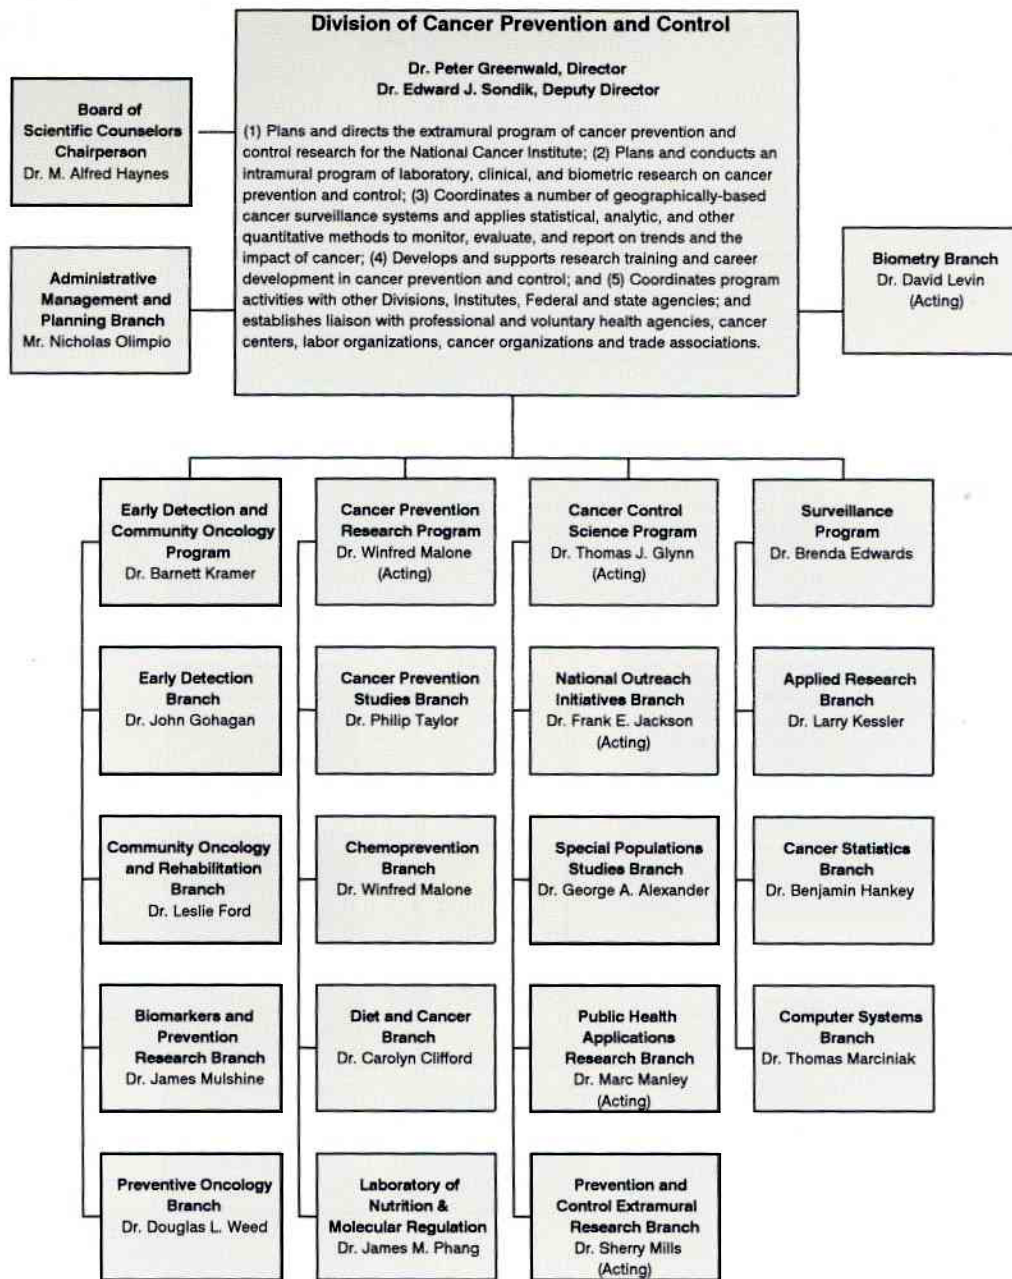 Division of Cancer Prevention and Control
Dr. Peter Greenwald, Director
Dr. Edward J. Sondik, Deputy Director
(1) Plans and directs the extramural program of cancer prevention and
control research for the National Cancer Institute; (2) Plans and conducts an
intramural program of laboratory, clinical, and biometric research on cancer
prevention and control; (3) Coordinates a number of geographically-based
cancer surveillance systems and applies statistical, analytic, and other
quantitative methods to monitor, evaluate, and report on trends and the
impact of cancer; (4) Develops and supports research training and career
development in cancer prevention and control; and (5) Coordinates program
activities with other Divisions, Institutes, Federal and state agencies; and
establishes liaison with professional and voluntary health agencies, cancer
centers, labor organizations, cancer organizations and trade associations.
Board of
Scientific Counselors
Chairperson
Dr. M. Alfred Haynes
Administrative
Management and
Planning Branch
Mr. Nicholas Olimpio
Biometry Branch
Dr. David Levin
(Acting)
Early Detection and
Community Oncology
Program
Dr. Barnett Kramer
Early Detection
Branch
Dr. John Gohagan
Community Oncology
and Rehabilitation
Branch
Dr. Leslie Ford
Biomarkers and
Prevention
Research Branch
Dr. James Mulshine
Preventive Oncology
Branch
Dr. Douglas L. Weed
Cancer Prevention
Research Program
Dr. Winfred Malone
(Acting)
Cancer Prevention
Studies Branch
Dr. Philip Taylor
Chemoprevention
Branch
Dr. Winfred Malone
Diet and Cancer
Branch
Dr. Carolyn Clifford
Laboratory of
Nutrition &
Molecular Regulation
Dr. James M. Phang
Cancer Control
Science Program
Dr. Thomas J. Glynn
(Acting)
National Outreach
Initiatives Branch
Dr. Frank E. Jackson
(Acting)
Special Populations
Studies Branch
Dr. George A. Alexander
Public Health
Applications
Research Branch
Dr. Marc Manley
(Acting)
Prevention and
Control Extramural
Research Branch
Dr. Sherry Mills
(Acting)
Surveillance
Program
Dr. Brenda Edwards
Applied Research
Branch
Dr. Larry Kessler
Cancer Statistics
Branch
Dr. Benjamin Hankey
Computer Systems
Branch
Dr. Thomas Marciniak